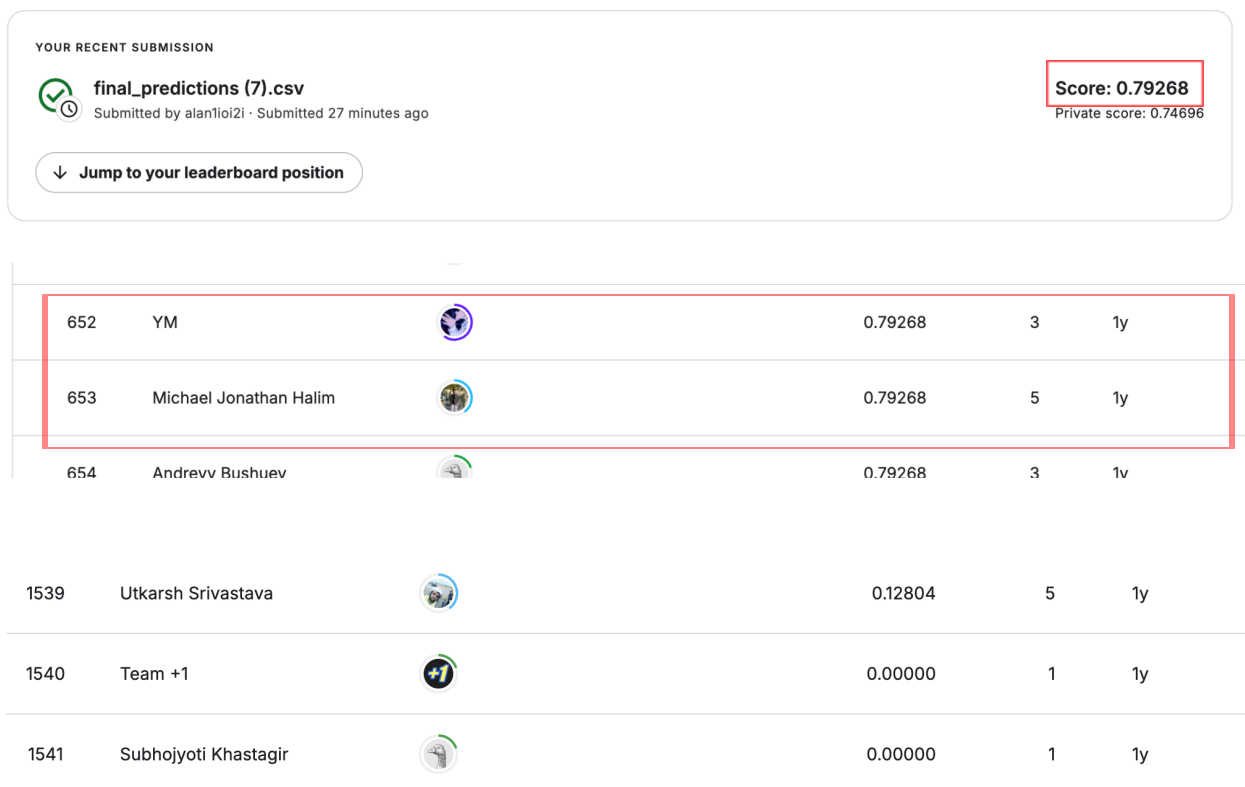 YOUR RECENT SUBMISSION
final_predictions (7).csv
Submitted by alan1ioi2i · Submitted 27 minutes ago
Score: 0.79268
Private score: 0.74696
Jump to your leaderboard position
652 YM 0.79268 3 1y
653 Michael Jonathan Halim 0.79268 5 1y
654 Andreyy Bushuev 0.79268 3 1y
1539 Utkarsh Srivastava 0.12804 5 1y
1540 Team +1 +1 0.00000 1 1y
1541 Subhojyoti Khastagir 0.00000 1 1y